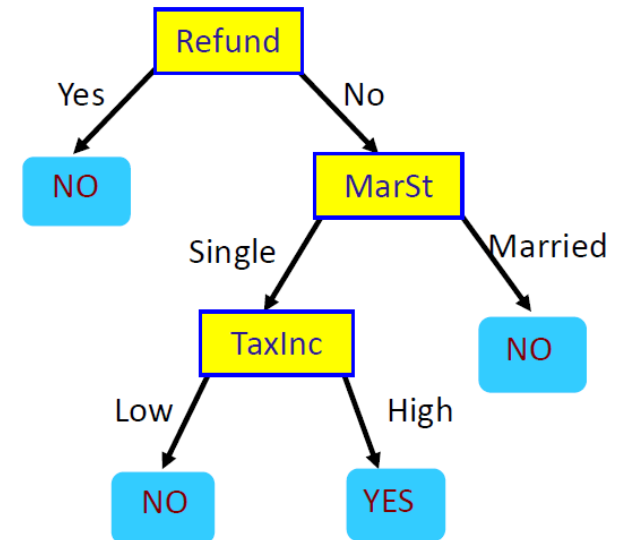 Refund
Yes
No
NO
MarSt
Single
Married
TaxInc
NO
Low
High
NO
YES